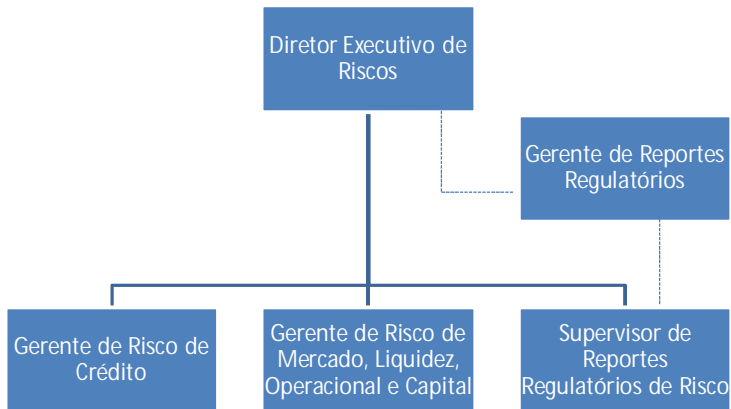 Diretor Executivo de
Riscos
Gerente de Reportes
Regulatórios
Gerente de Risco de
Crédito
Gerente de Risco de
Mercado, Liquidez,
Operacional e Capital
Supervisor de
Reportes
Regulatórios de Risco